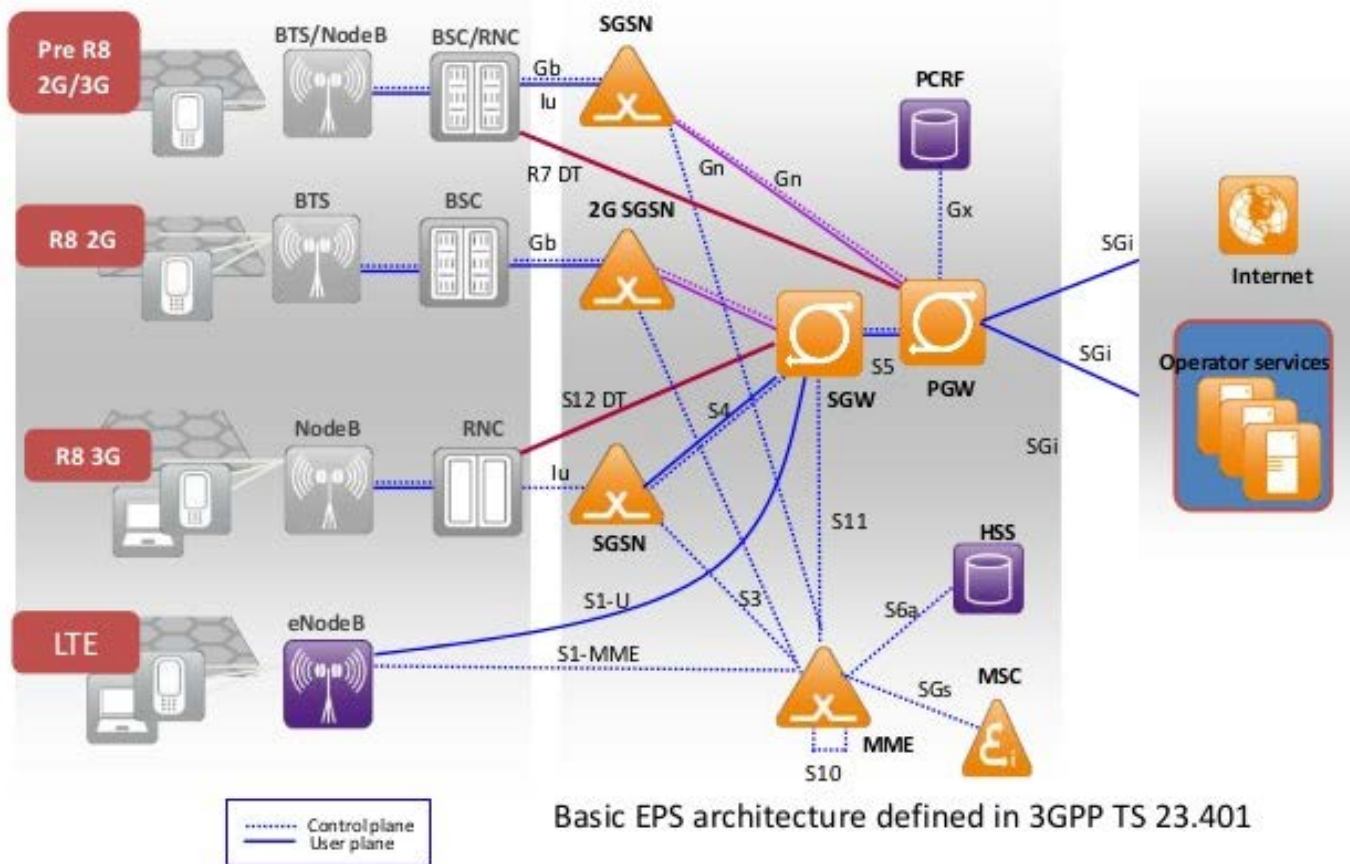 SGSN
Pre R8
2G/3G
BTS/NodeB
BSC/RNC
Gb
Iu
PCRF
R7 DT
Gn
Gn
Gx
R8 2G
BTS
BSC
2G SGSN
Gb
SGi
Internet
SGi
Operator services
S5
SGW
PGW
S12 DT
S4
R8 3G
NodeB
RNC
Iu
SGi
SGSN
S11
HSS
S1-U
S3
S6a
LTE
eNodeB
S1-MME
SGs
MSC
MME
S10
Control plane
User plane
Basic EPS architecture defined in 3GPP TS 23.401